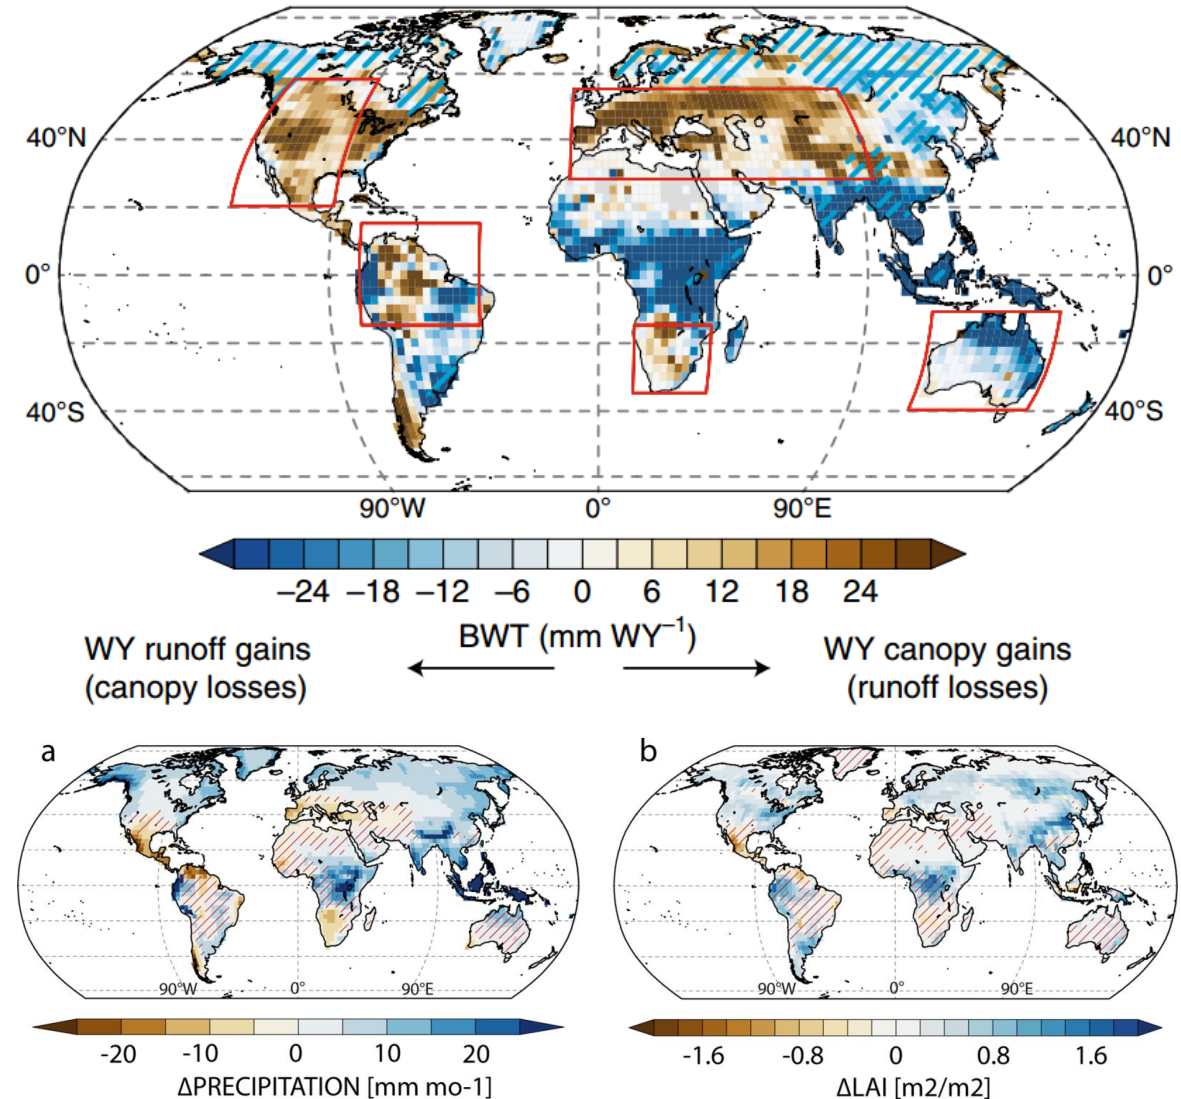 40°N 40°N
0° 0°
40°S 40°S
90°W 0° 90°E
−24 −18 −12 −6 0 6 12 18 24
BWT (mm WY⁻¹)
WY runoff gains
(canopy losses)
WY canopy gains
(runoff losses)
a
90°W 0° 90°E
-20 -10 0 10 20
ΔPRECIPITATION [mm mo-1]
b
90°W 0° 90°E
-1.6 -0.8 0 0.8 1.6
ΔLAI [m2/m2]